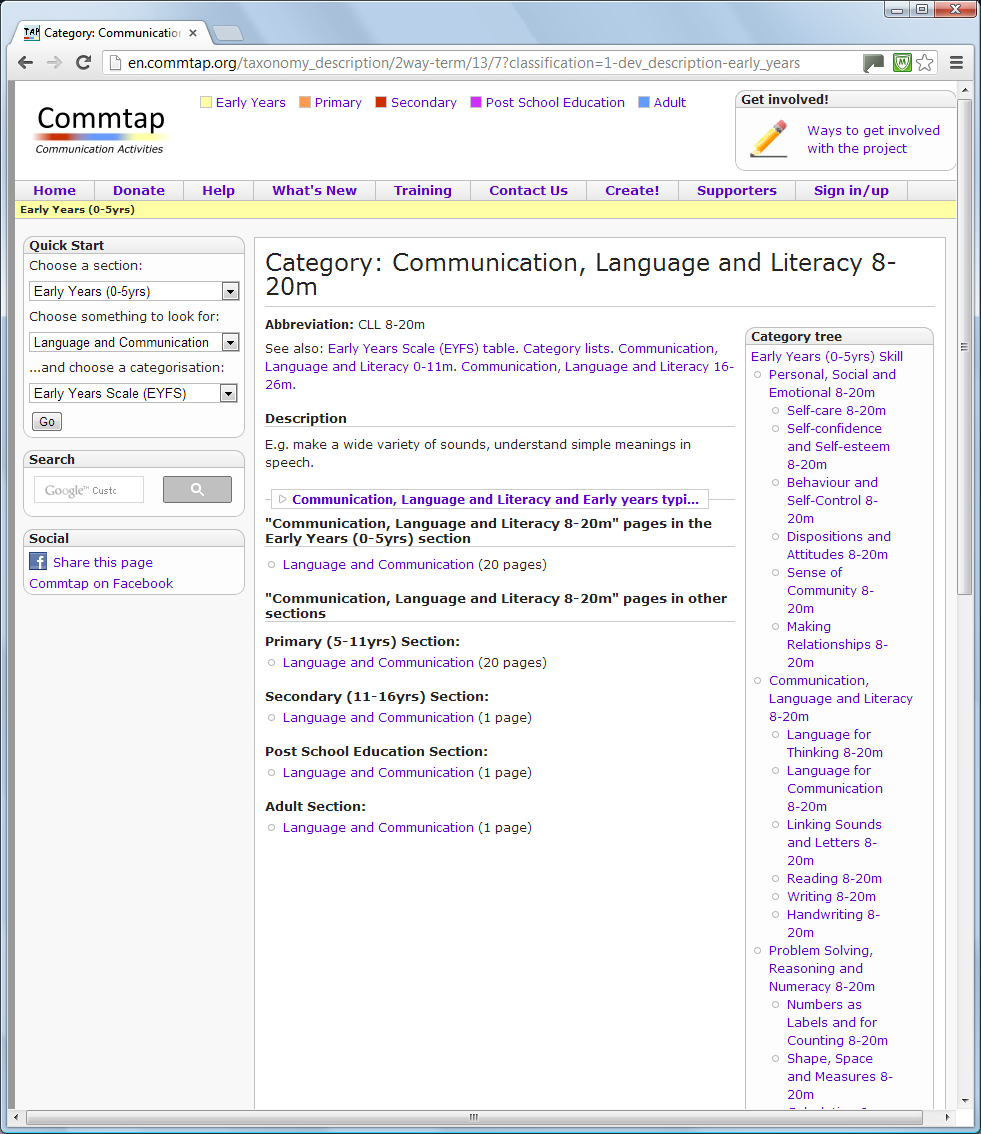 Category: Communication
en.commtap.org/taxonomy_description/2way-term/13/7?classification=1-dev_description-early_years
Commtap
Communication Activities
Early Years Primary Secondary Post School Education Adult
Get involved!
Ways to get involved
with the project
Home Donate Help What's New Training Contact Us Create! Supporters Sign in/up
Early Years (0-5yrs)
Quick Start
Choose a section:
Early Years (0-5yrs)
Choose something to look for:
Language and Communication
...and choose a categorisation:
Early Years Scale (EYFS)
Go
Search
Google™ Custo
Social
Share this page
Commtap on Facebook
Category: Communication, Language and Literacy 8-
20m
Abbreviation: CLL 8-20m
See also: Early Years Scale (EYFS) table. Category lists. Communication,
Language and Literacy 0-11m. Communication, Language and Literacy 16-
26m.
Description
E.g. make a wide variety of sounds, understand simple meanings in
speech.
Communication, Language and Literacy and Early years typi...
"Communication, Language and Literacy 8-20m" pages in the
Early Years (0-5yrs) section
Language and Communication (20 pages)
"Communication, Language and Literacy 8-20m" pages in other
sections
Primary (5-11yrs) Section:
Language and Communication (20 pages)
Secondary (11-16yrs) Section:
Language and Communication (1 page)
Post School Education Section:
Language and Communication (1 page)
Adult Section:
Language and Communication (1 page)
Category tree
Early Years (0-5yrs) Skill
Personal, Social and
Emotional 8-20m
Self-care 8-20m
Self-confidence
and Self-esteem
8-20m
Behaviour and
Self-Control 8-
20m
Dispositions and
Attitudes 8-20m
Sense of
Community 8-
20m
Making
Relationships 8-
20m
Communication,
Language and Literacy
8-20m
Language for
Thinking 8-20m
Language for
Communication
8-20m
Linking Sounds
and Letters 8-
20m
Reading 8-20m
Writing 8-20m
Handwriting 8-
20m
Problem Solving,
Reasoning and
Numeracy 8-20m
Numbers as
Labels and for
Counting 8-20m
Shape, Space
and Measures 8-
20m